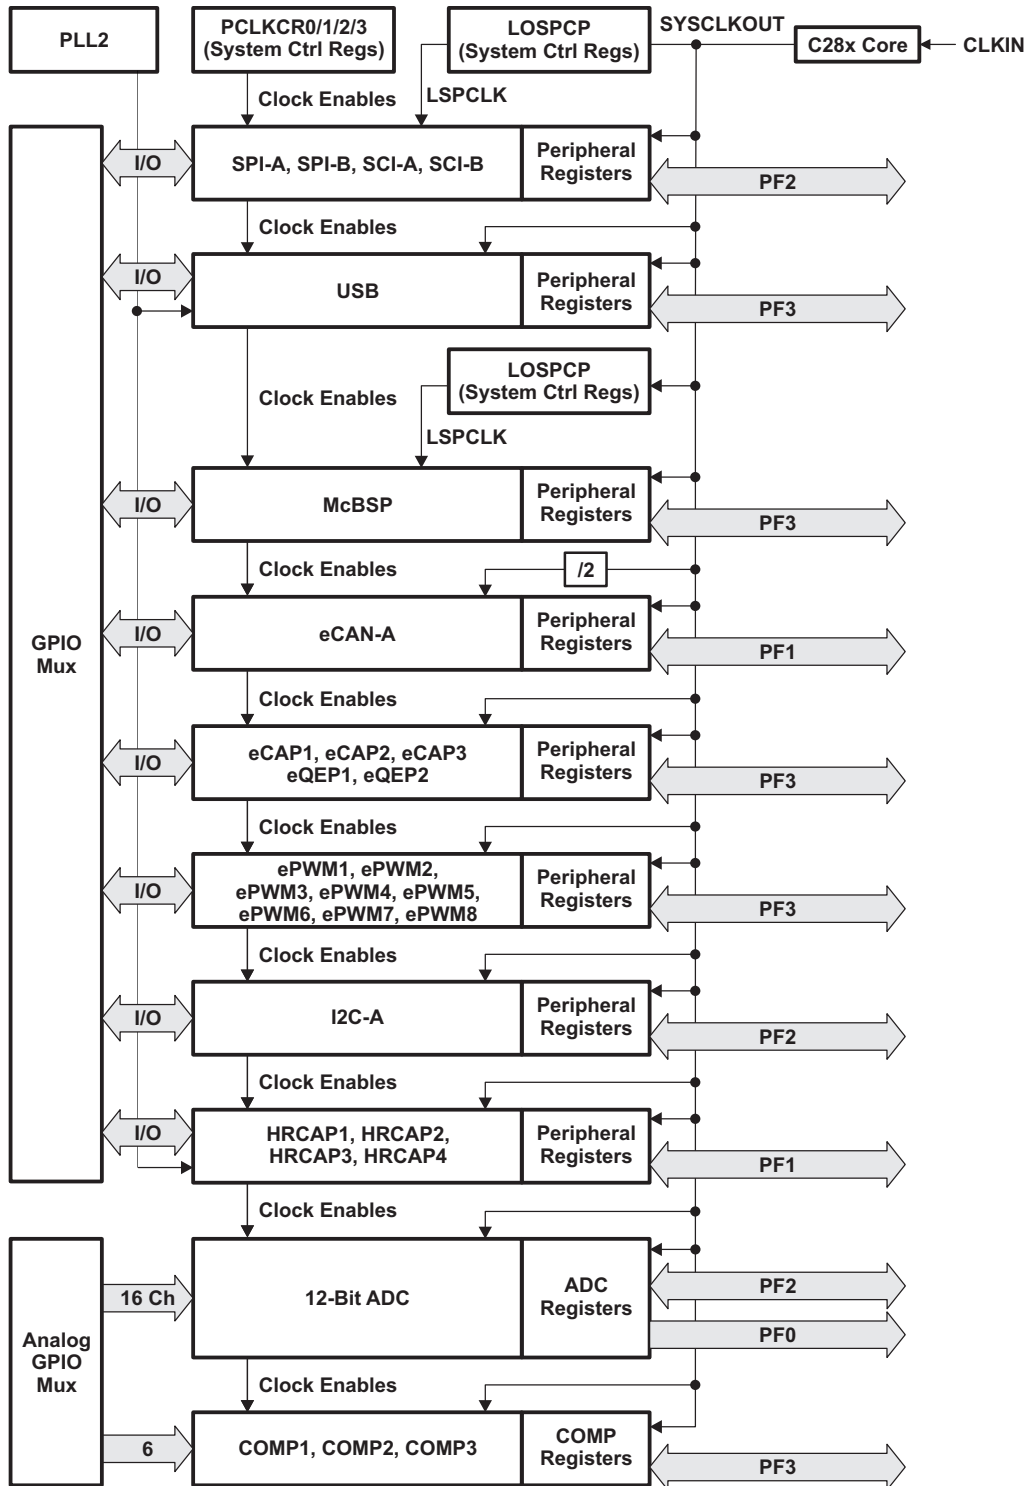 PLL2
PCLKCR0/1/2/3
(System Ctrl Regs)
LOSPCP
(System Ctrl Regs)
SYSCLKOUT
C28x Core
CLKIN
Clock Enables
LSPCLK
I/O
SPI-A, SPI-B, SCI-A, SCI-B
Peripheral
Registers
PF2
Clock Enables
I/O
USB
Peripheral
Registers
PF3
LOSPCP
(System Ctrl Regs)
Clock Enables
LSPCLK
I/O
McBSP
Peripheral
Registers
PF3
Clock Enables
/2
GPIO
Mux
I/O
eCAN-A
Peripheral
Registers
PF1
Clock Enables
I/O
eCAP1, eCAP2, eCAP3
eQEP1, eQEP2
Peripheral
Registers
PF3
Clock Enables
I/O
ePWM1, ePWM2,
ePWM3, ePWM4, ePWM5,
ePWM6, ePWM7, ePWM8
Peripheral
Registers
PF3
Clock Enables
I/O
I2C-A
Peripheral
Registers
PF2
Clock Enables
I/O
HRCAP1, HRCAP2,
HRCAP3, HRCAP4
Peripheral
Registers
PF1
Clock Enables
Analog
GPIO
Mux
16 Ch
12-Bit ADC
ADC
Registers
PF2
PF0
Clock Enables
6
COMP1, COMP2, COMP3
COMP
Registers
PF3